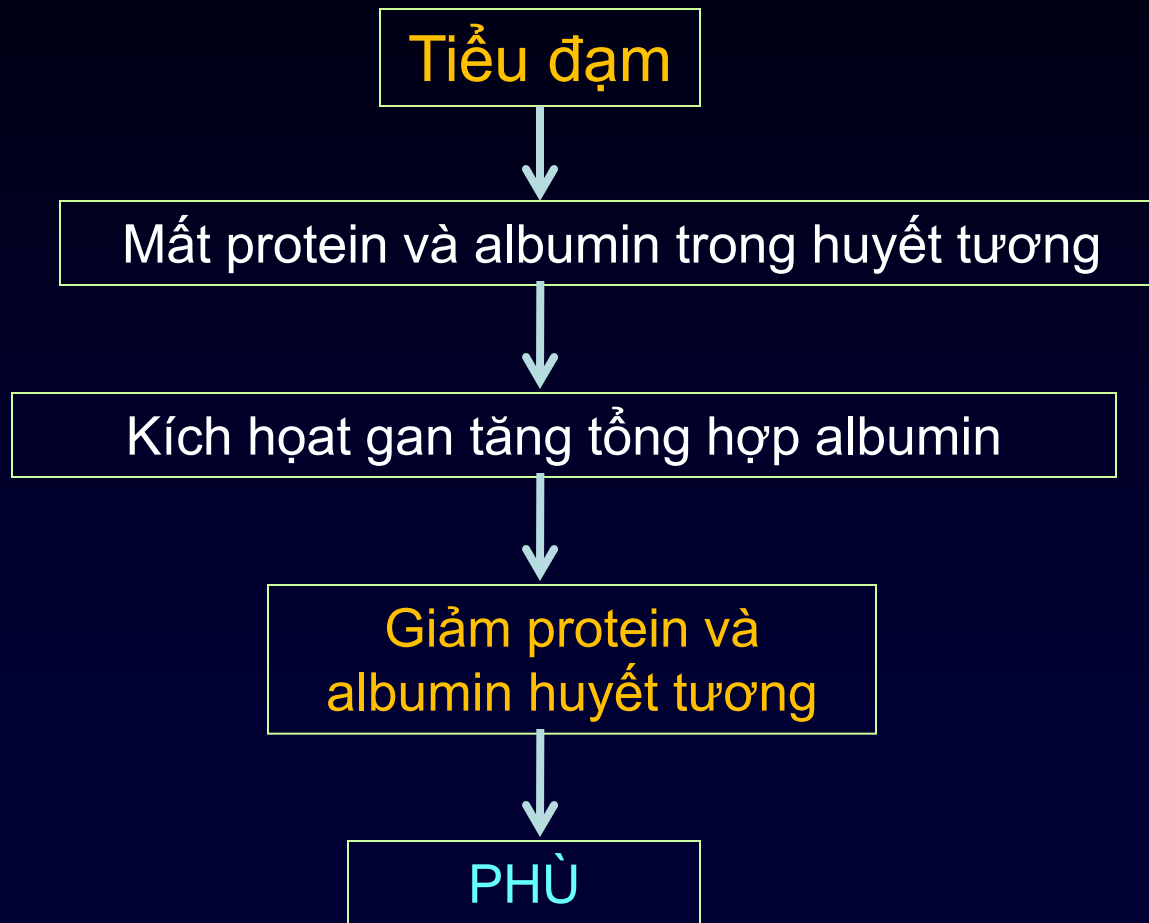 Tiểu đạm
Mất protein và albumin trong huyết tương
Kích họat gan tăng tổng hợp albumin
Giảm protein và
albumin huyết tương
PHÙ